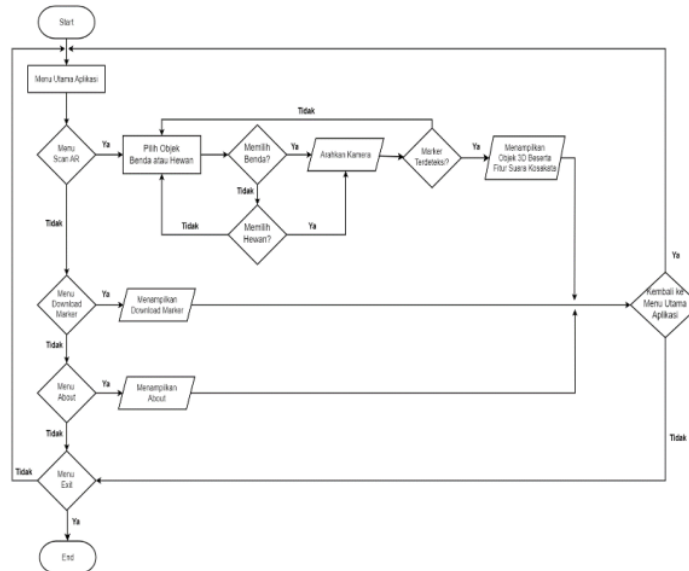 Start
Menu Utama Aplikasi
Menu
Scan AR
Ya
Pilih Objek
Benda atau Hewan
Memilih
Benda?
Ya
Arahkan Kamera
Tidak
Marker
Terdeteksi?
Ya
Menampilkan
Objek 3D Beserta
Fitur Suara Kosakata
Tidak
Memilih
Hewan?
Tidak
Ya
Tidak
Menu
Download
Marker
Ya
Menampilkan
Download Marker
Ya
Kembali ke
Menu Utama
Aplikasi
Tidak
Tidak
Menu
About
Ya
Menampilkan
About
Tidak
Tidak
Menu
Exit
Ya
End